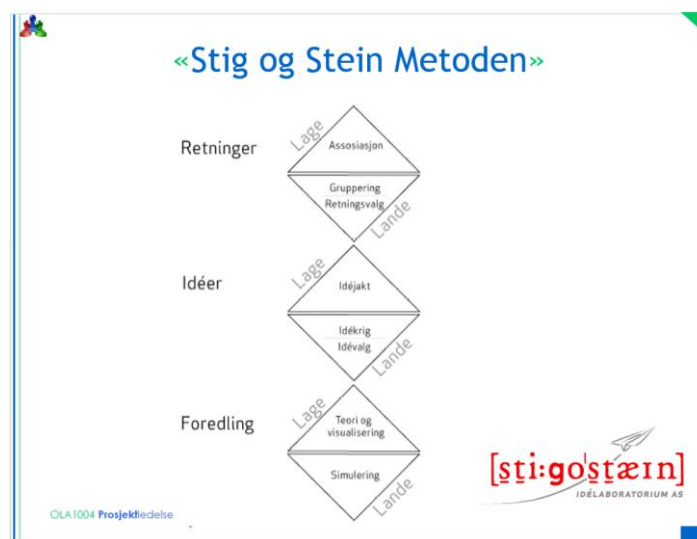 «Stig og Stein Metoden»
Retninger
Lage
Assosiasjon
Gruppering
Retningsvalg
Lande
Idéer
Lage
Idéjakt
Idékrig
Idévalg
Lande
Foredling
Lage
Teori og
visualisering
Simulering
Lande
[sti:go'stæın]
IDÉLABORATORIUM AS
OLA1004 Prosjektledelse